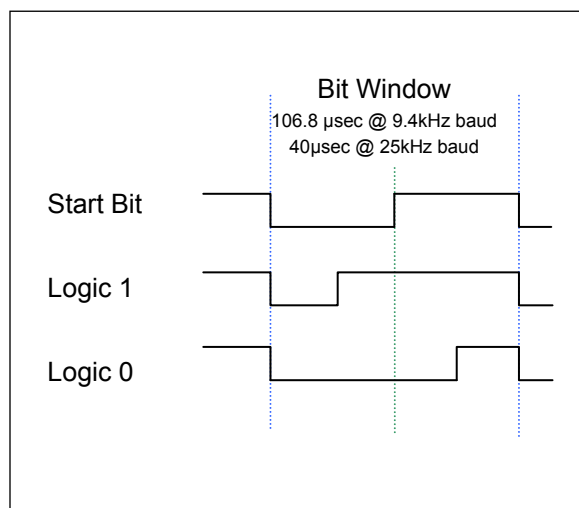 Bit Window
106.8 µsec @ 9.4kHz baud
40µsec @ 25kHz baud
Start Bit
Logic 1
Logic 0